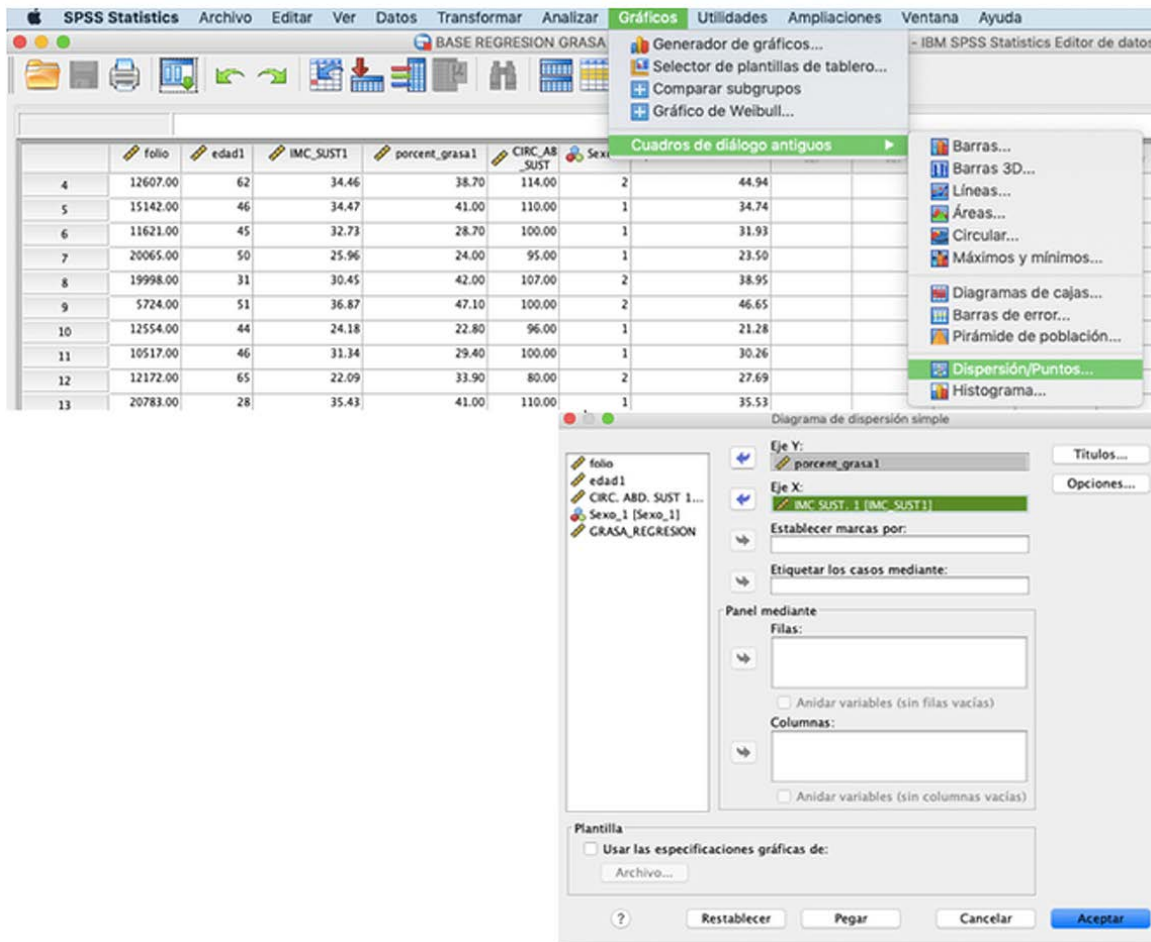 SPSS Statistics Archivo Editar Ver Datos Transformar Analizar Gráficos Utilidades Ampliaciones Ventana Ayuda
BASE REGRESION GRASA - IBM SPSS Statistics Editor de datos
Generador de gráficos...
Selector de plantillas de tablero...
Comparar subgrupos
Gráfico de Weibull...
Cuadros de diálogo antiguos
Barras...
Barras 3D...
Líneas...
Áreas...
Circular...
Máximos y mínimos...
Diagramas de cajas...
Barras de error...
Pirámide de población...
Dispersión/Puntos...
Histograma...
folio edad1 IMC_SUST1 porcent_grasa1 CIRC_AB_SUST Sexo
4 12607.00 62 34.46 38.70 114.00 2 44.94
5 15142.00 46 34.47 41.00 110.00 1 34.74
6 11621.00 45 32.73 28.70 100.00 1 31.93
7 20065.00 50 25.96 24.00 95.00 1 23.50
8 19998.00 31 30.45 42.00 107.00 2 38.95
9 5724.00 51 36.87 47.10 100.00 2 46.65
10 12554.00 44 24.18 22.80 96.00 1 21.28
11 10517.00 46 31.34 29.40 100.00 1 30.26
12 12172.00 65 22.09 33.90 80.00 2 27.69
13 20783.00 28 35.43 41.00 110.00 1 35.53
Diagrama de dispersión simple
folio
edad1
CIRC. ABD. SUST 1...
Sexo_1 [Sexo_1]
GRASA_REGRESION
Eje Y:
porcent_grasa1
Eje X:
IMC SUST. 1 [IMC_SUST1]
Establecer marcas por:
Etiquetar los casos mediante:
Panel mediante
Filas:
Anidar variables (sin filas vacías)
Columnas:
Anidar variables (sin columnas vacías)
Títulos...
Opciones...
Plantilla
Usar las especificaciones gráficas de:
Archivo...
? Restablecer Pegar Cancelar Aceptar